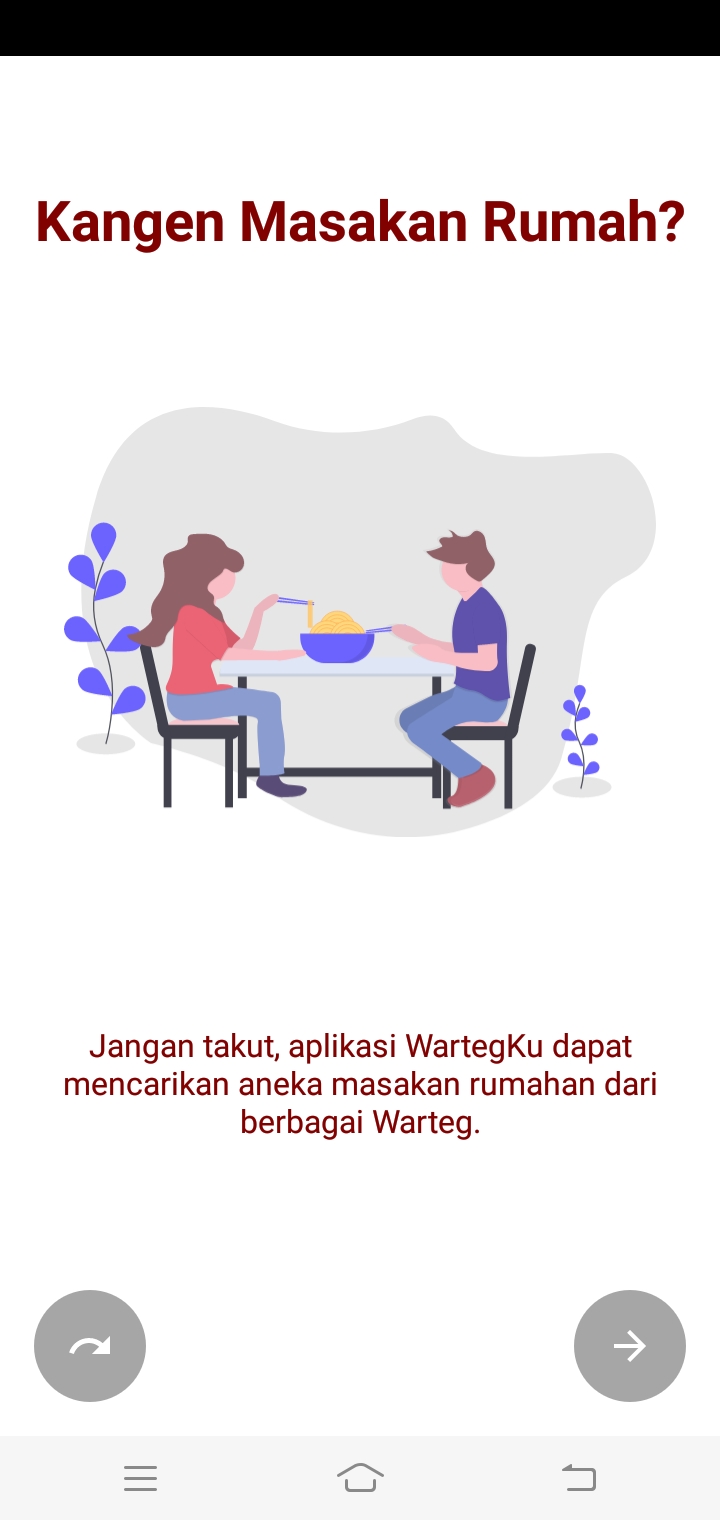 Kangen Masakan Rumah?
Jangan takut, aplikasi WartegKu dapat
mencarikan aneka masakan rumahan dari
berbagai Warteg.